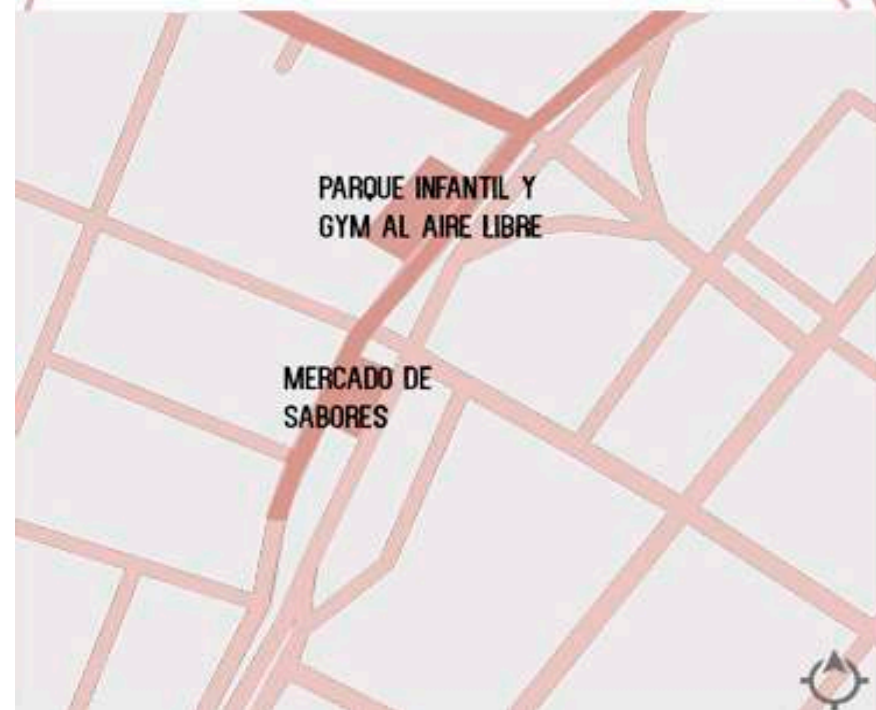 PARQUE INFANTIL Y
GYM AL AIRE LIBRE
MERCADO DE
SABORES